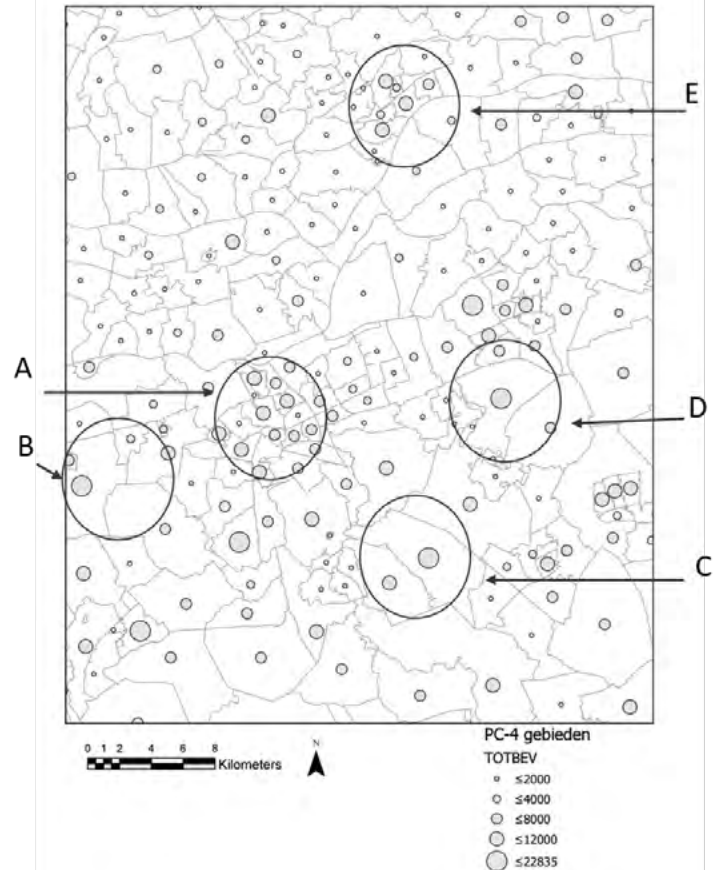 E
A
B
D
C
0 1 2 4 6 8
Kilometers
N
PC-4 gebieden
TOTBEV
≤2000
≤4000
≤8000
≤12000
≤22835